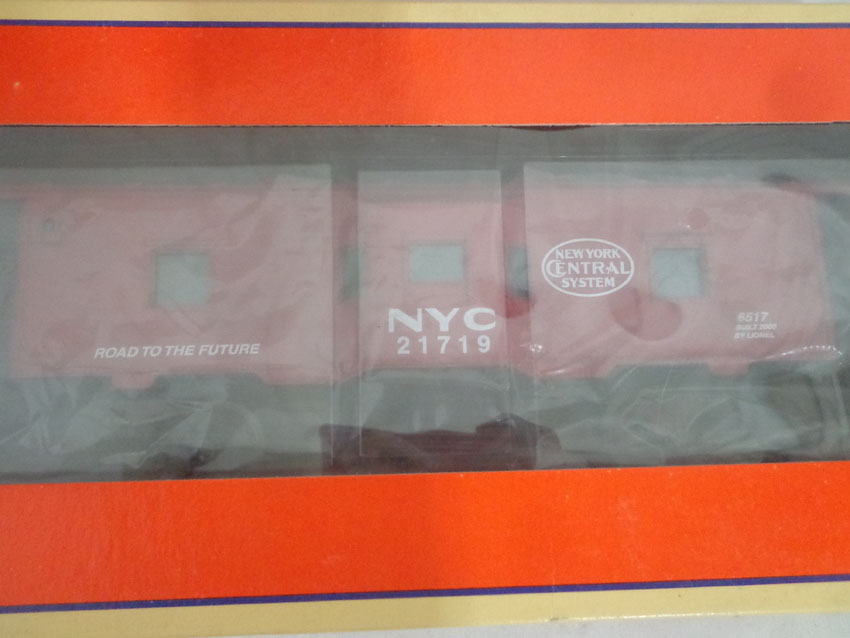 ROAD TO THE FUTURE
NYC
21719
NEW YORK
CENTRAL
SYSTEM
6517
BUILT 2000
BY LIONEL